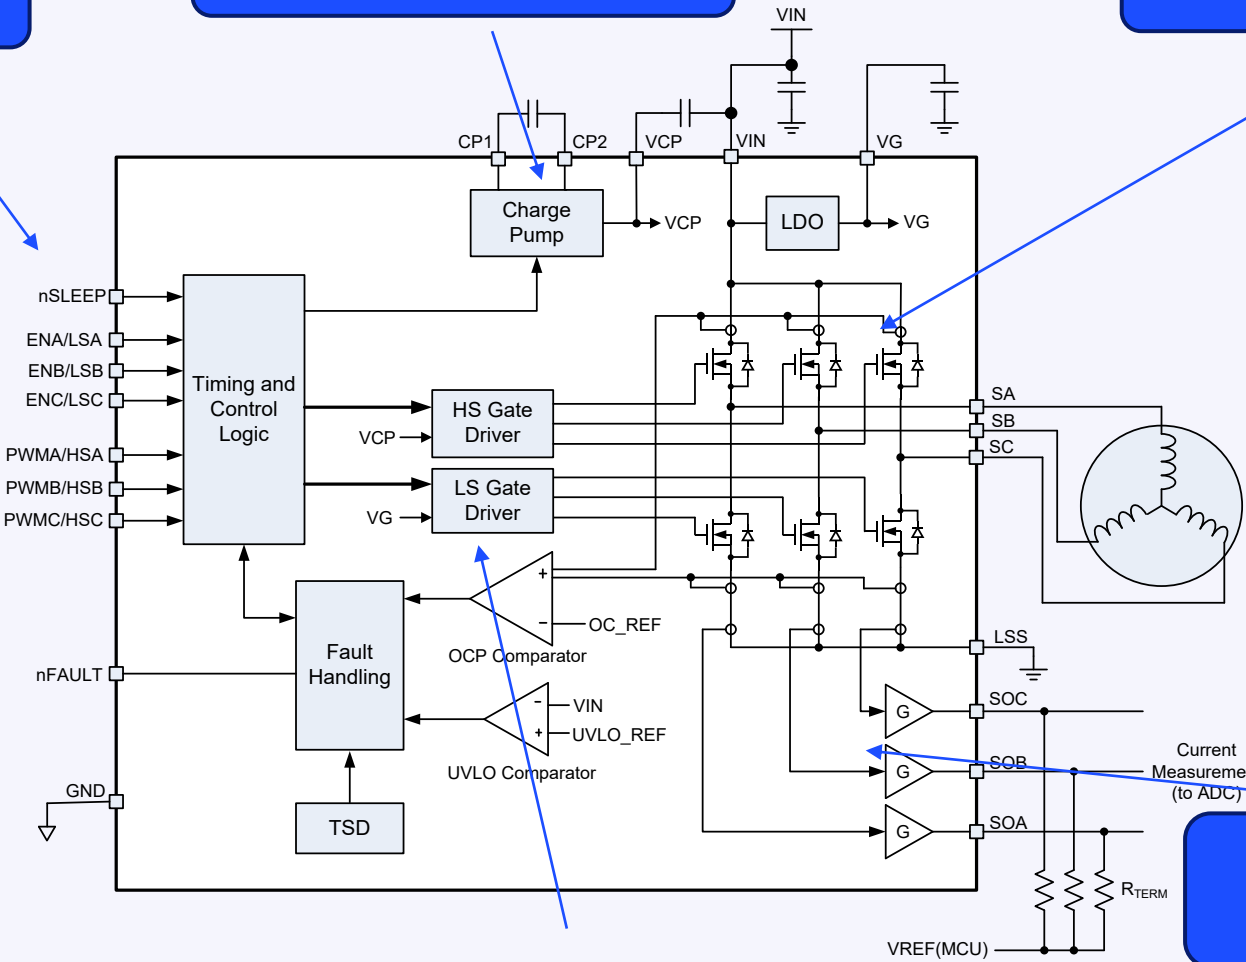 VIN
CP1
CP2
VCP
VIN
VG
Charge
Pump
VCP
LDO
VG
nSLEEP
ENA/LSA
ENB/LSB
ENC/LSC
PWMA/HSA
PWMB/HSB
PWMC/HSC
Timing and
Control
Logic
HS Gate
Driver
VCP
LS Gate
Driver
VG
SA
SB
SC
+
−
OC_REF
OCP Comparator
Fault
Handling
nFAULT
−
+
VIN
UVLO_REF
UVLO Comparator
LSS
G
SOC
G
SOB
G
SOA
Current
(to ADC)
GND
TSD
RTERM
VREF(MCU)